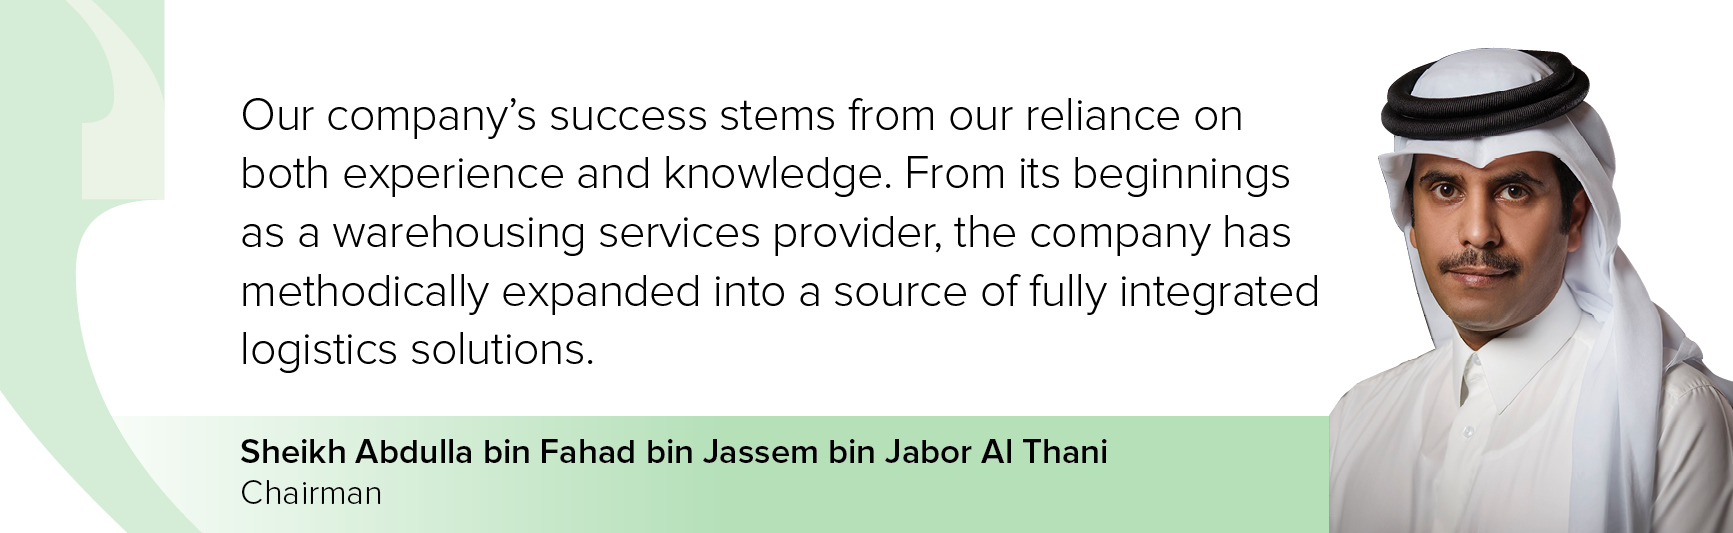 Our company’s success stems from our reliance on
both experience and knowledge. From its beginnings
as a warehousing services provider, the company has
methodically expanded into a source of fully integrated
logistics solutions.
Sheikh Abdulla bin Fahad bin Jassem bin Jabor Al Thani
Chairman